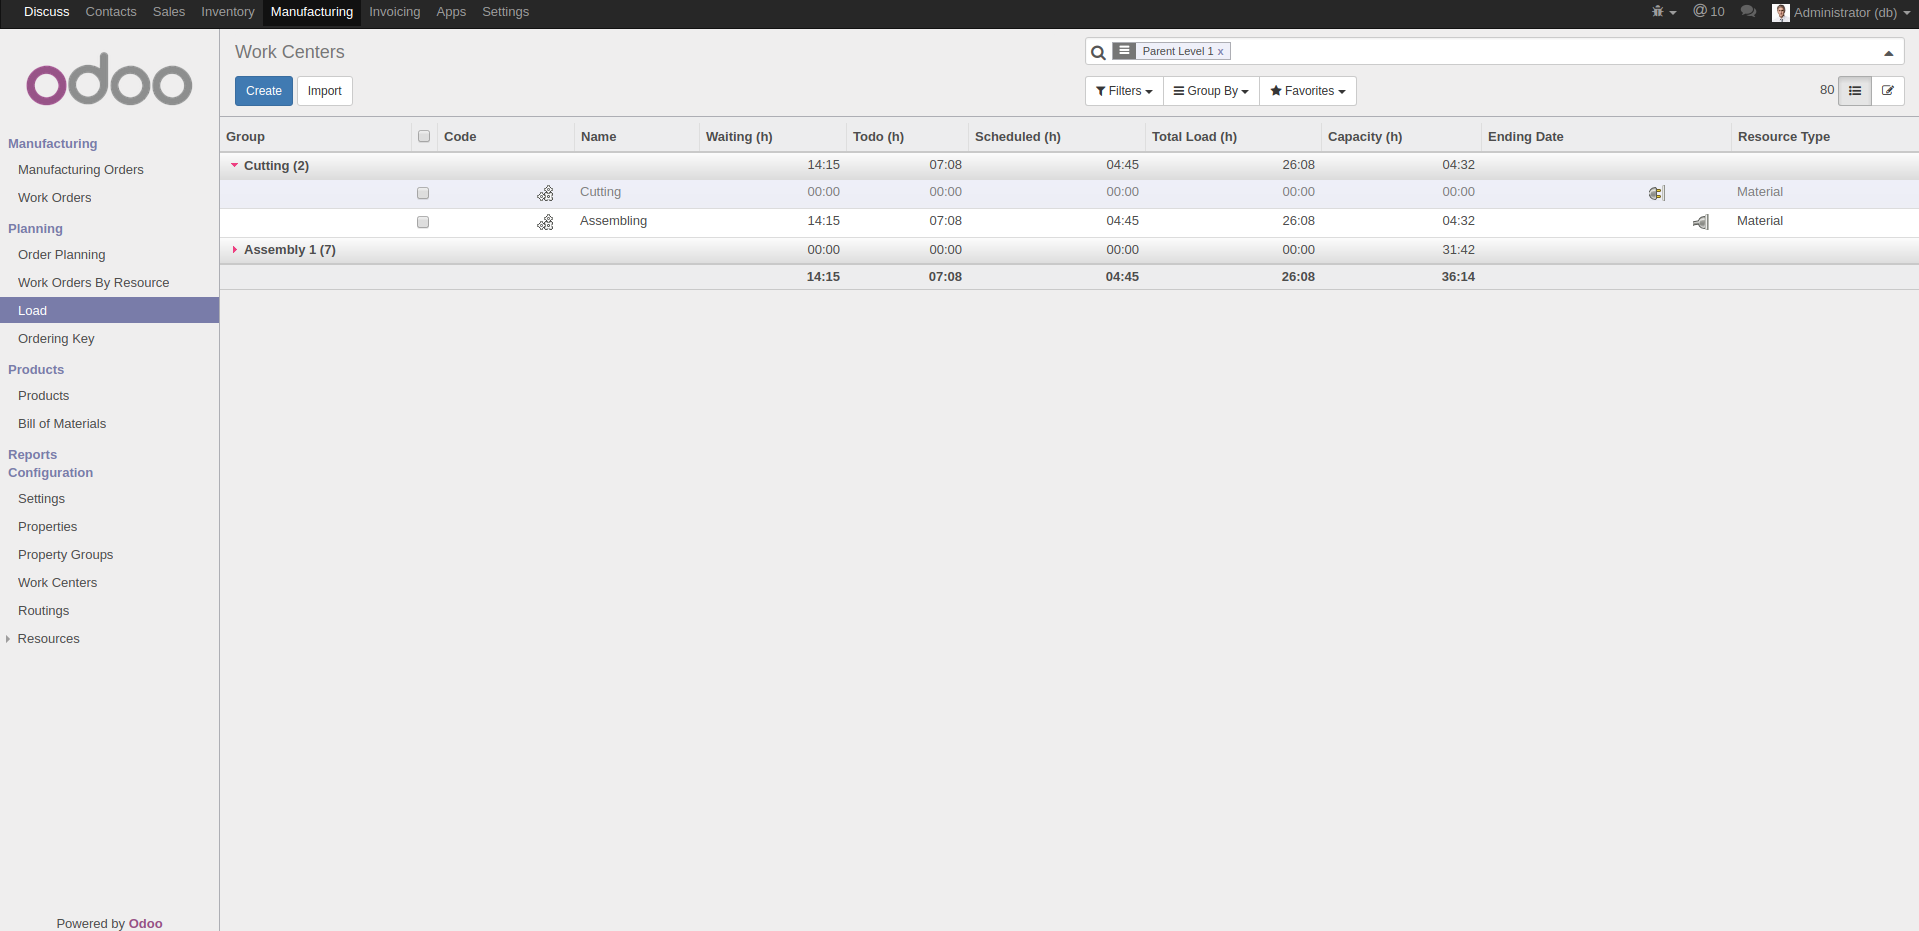 Discuss Contacts Sales Inventory Manufacturing Invoicing Apps Settings @ 10 Administrator (db)
odoo
Work Centers
Parent Level 1 x
Create Import
Filters Group By Favorites
80
Manufacturing
Manufacturing Orders
Work Orders
Planning
Order Planning
Work Orders By Resource
Load
Ordering Key
Products
Products
Bill of Materials
Reports
Configuration
Settings
Properties
Property Groups
Work Centers
Routings
Resources
Powered by Odoo
Group Code Name Waiting (h) Todo (h) Scheduled (h) Total Load (h) Capacity (h) Ending Date Resource Type
Cutting (2) 14:15 07:08 04:45 26:08 04:32
Cutting 00:00 00:00 00:00 00:00 00:00 Material
Assembling 14:15 07:08 04:45 26:08 04:32 Material
Assembly 1 (7) 00:00 00:00 00:00 00:00 31:42
14:15 07:08 04:45 26:08 36:14